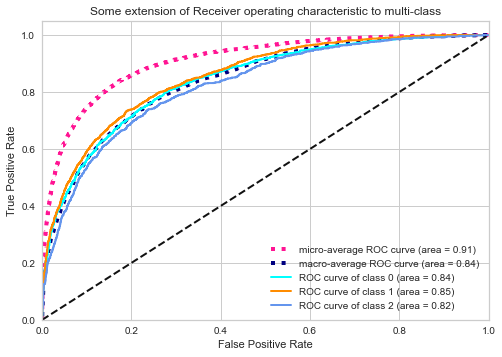 Some extension of Receiver operating characteristic to multi-class
1.0
0.8
0.6
0.4
0.2
0.0
True Positive Rate
micro-average ROC curve (area = 0.91)
macro-average ROC curve (area = 0.84)
ROC curve of class 0 (area = 0.84)
ROC curve of class 1 (area = 0.85)
ROC curve of class 2 (area = 0.82)
0.0 0.2 0.4 0.6 0.8 1.0
False Positive Rate